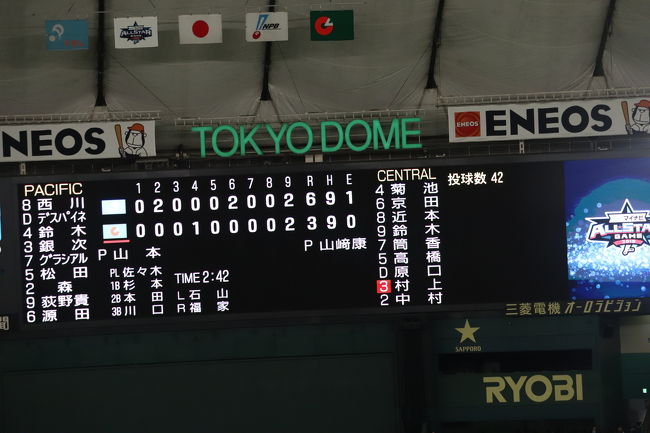 NPB
ENEOS
TOKYO DOME
ENEOS
PACIFIC
1 2 3 4 5 6 7 8 9 R H E
CENTRAL
投球数 42
8 西川
0 2 0 0 0 2 0 0 2 6 9 1
4 菊池
D デスパイネ
0 0 0 1 0 0 0 0 2 3 9 0
6 京田
4 鈴木
8 近本
3 銀次
P 山本
P 山﨑康
9 鈴木
7 グラシアル
7 筒香
5 松田
PL 佐々木
TIME 2:42
5 高橋
2 森
1B 杉本
D 原口
9 荻野貴
2B 本田
L 石山
3 村上
6 源田
3B 川口
R 福家
2 中村
マイナビ
ALLSTAR
GAME
2019
三菱電機 オーロラビジョン
SAPPORO
RYOBI